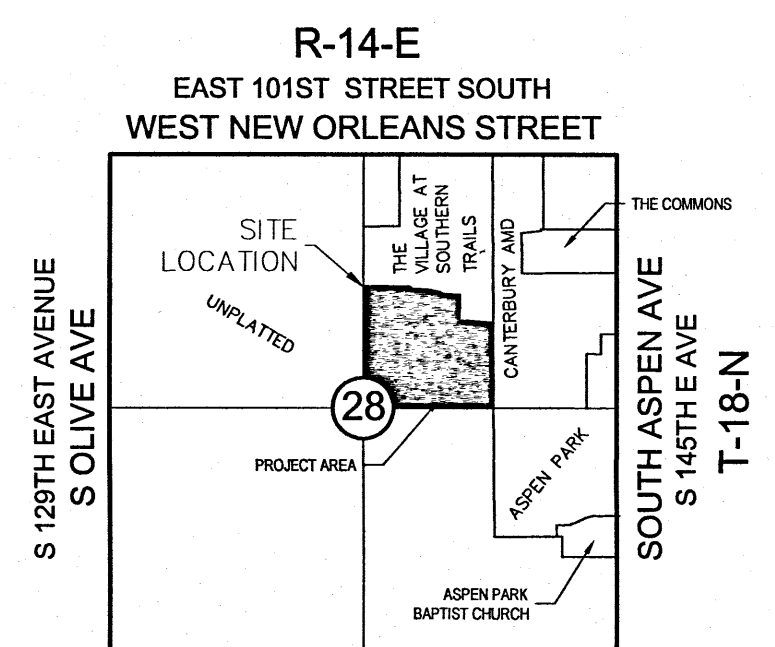 R-14-E
EAST 101ST STREET SOUTH
WEST NEW ORLEANS STREET
THE COMMONS
SITE
LOCATION
THE
VILLAGE AT
SOUTHERN
TRAILS
CANTERBURY AMD
UNPLATTED
S 129TH EAST AVENUE
S OLIVE AVE
SOUTH ASPEN AVE
S 145TH E AVE
T-18-N
28
PROJECT AREA
ASPEN PARK
ASPEN PARK
BAPTIST CHURCH